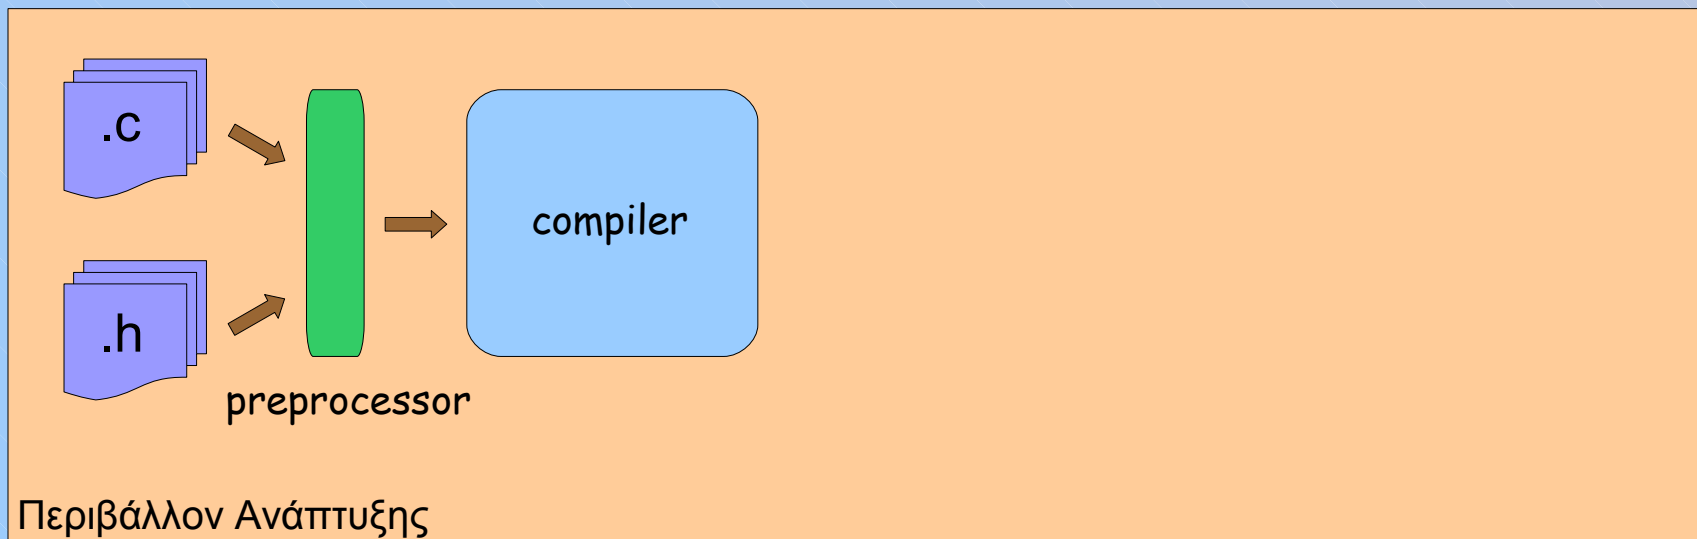 .c
compiler
.h
preprocessor
Περιβάλλον Ανάπτυξης